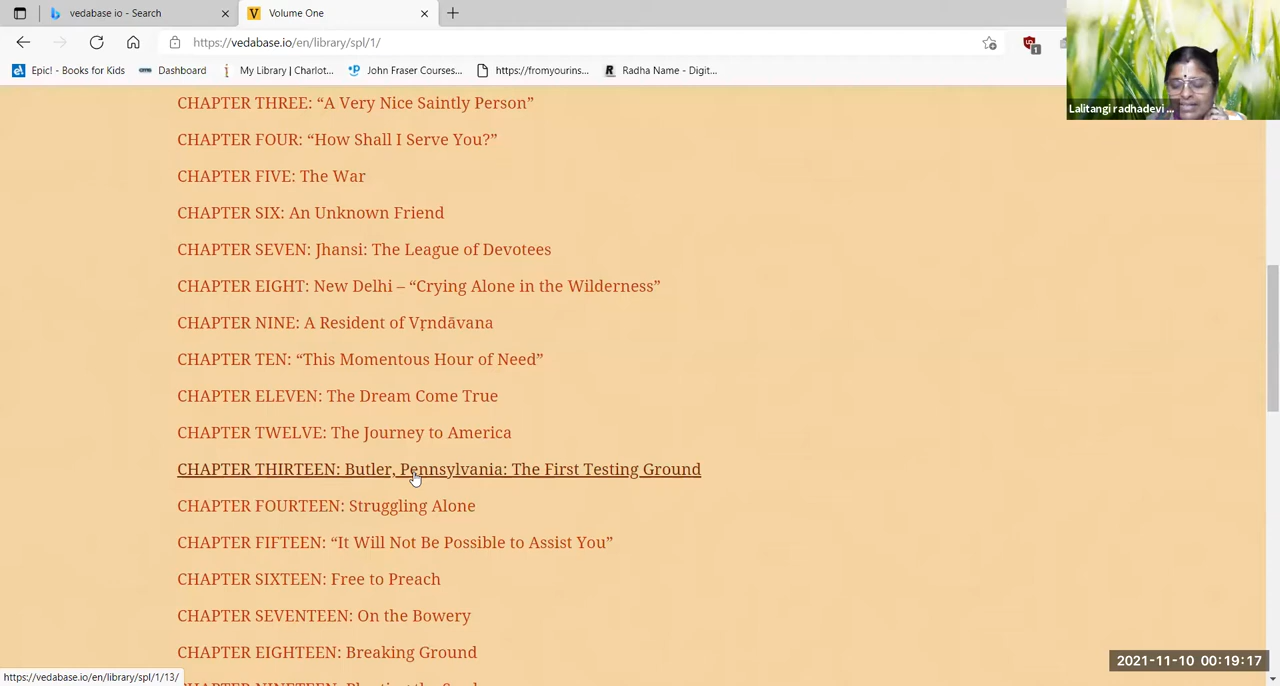 vedabase io - Search
Volume One
https://vedabase.io/en/library/spl/1/
Epic! - Books for Kids
Dashboard
My Library | Charlot...
John Fraser Courses...
https://fromyourins...
Radha Name - Digit...
1
Lalitangi radhadevi ...
CHAPTER THREE: “A Very Nice Saintly Person”
CHAPTER FOUR: “How Shall I Serve You?”
CHAPTER FIVE: The War
CHAPTER SIX: An Unknown Friend
CHAPTER SEVEN: Jhansi: The League of Devotees
CHAPTER EIGHT: New Delhi – “Crying Alone in the Wilderness”
CHAPTER NINE: A Resident of Vṛndāvana
CHAPTER TEN: “This Momentous Hour of Need”
CHAPTER ELEVEN: The Dream Come True
CHAPTER TWELVE: The Journey to America
CHAPTER THIRTEEN: Butler, Pennsylvania: The First Testing Ground
CHAPTER FOURTEEN: Struggling Alone
CHAPTER FIFTEEN: “It Will Not Be Possible to Assist You”
CHAPTER SIXTEEN: Free to Preach
CHAPTER SEVENTEEN: On the Bowery
CHAPTER EIGHTEEN: Breaking Ground
2021-11-10 00:19:17
https://vedabase.io/en/library/spl/1/13/